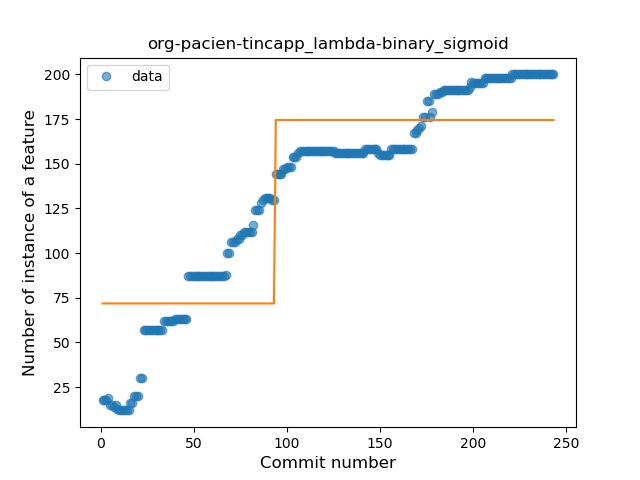 org-pacien-tincapp_lambda-binary_sigmoid
data
200
175
150
125
100
75
50
25
Number of instance of a feature
0 50 100 150 200 250
Commit number